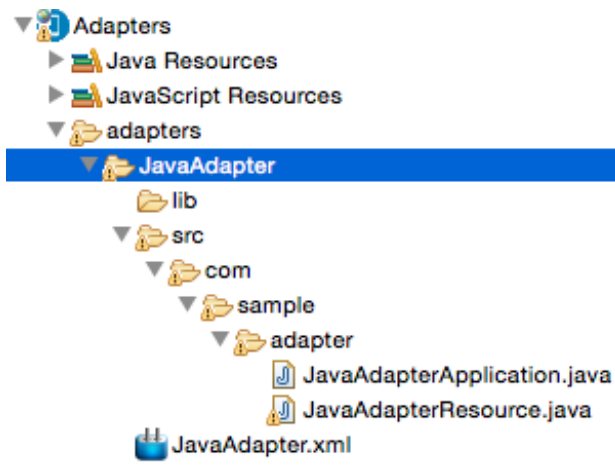 Adapters
Java Resources
JavaScript Resources
adapters
JavaAdapter
lib
src
com
sample
adapter
JavaAdapterApplication.java
JavaAdapterResource.java
JavaAdapter.xml